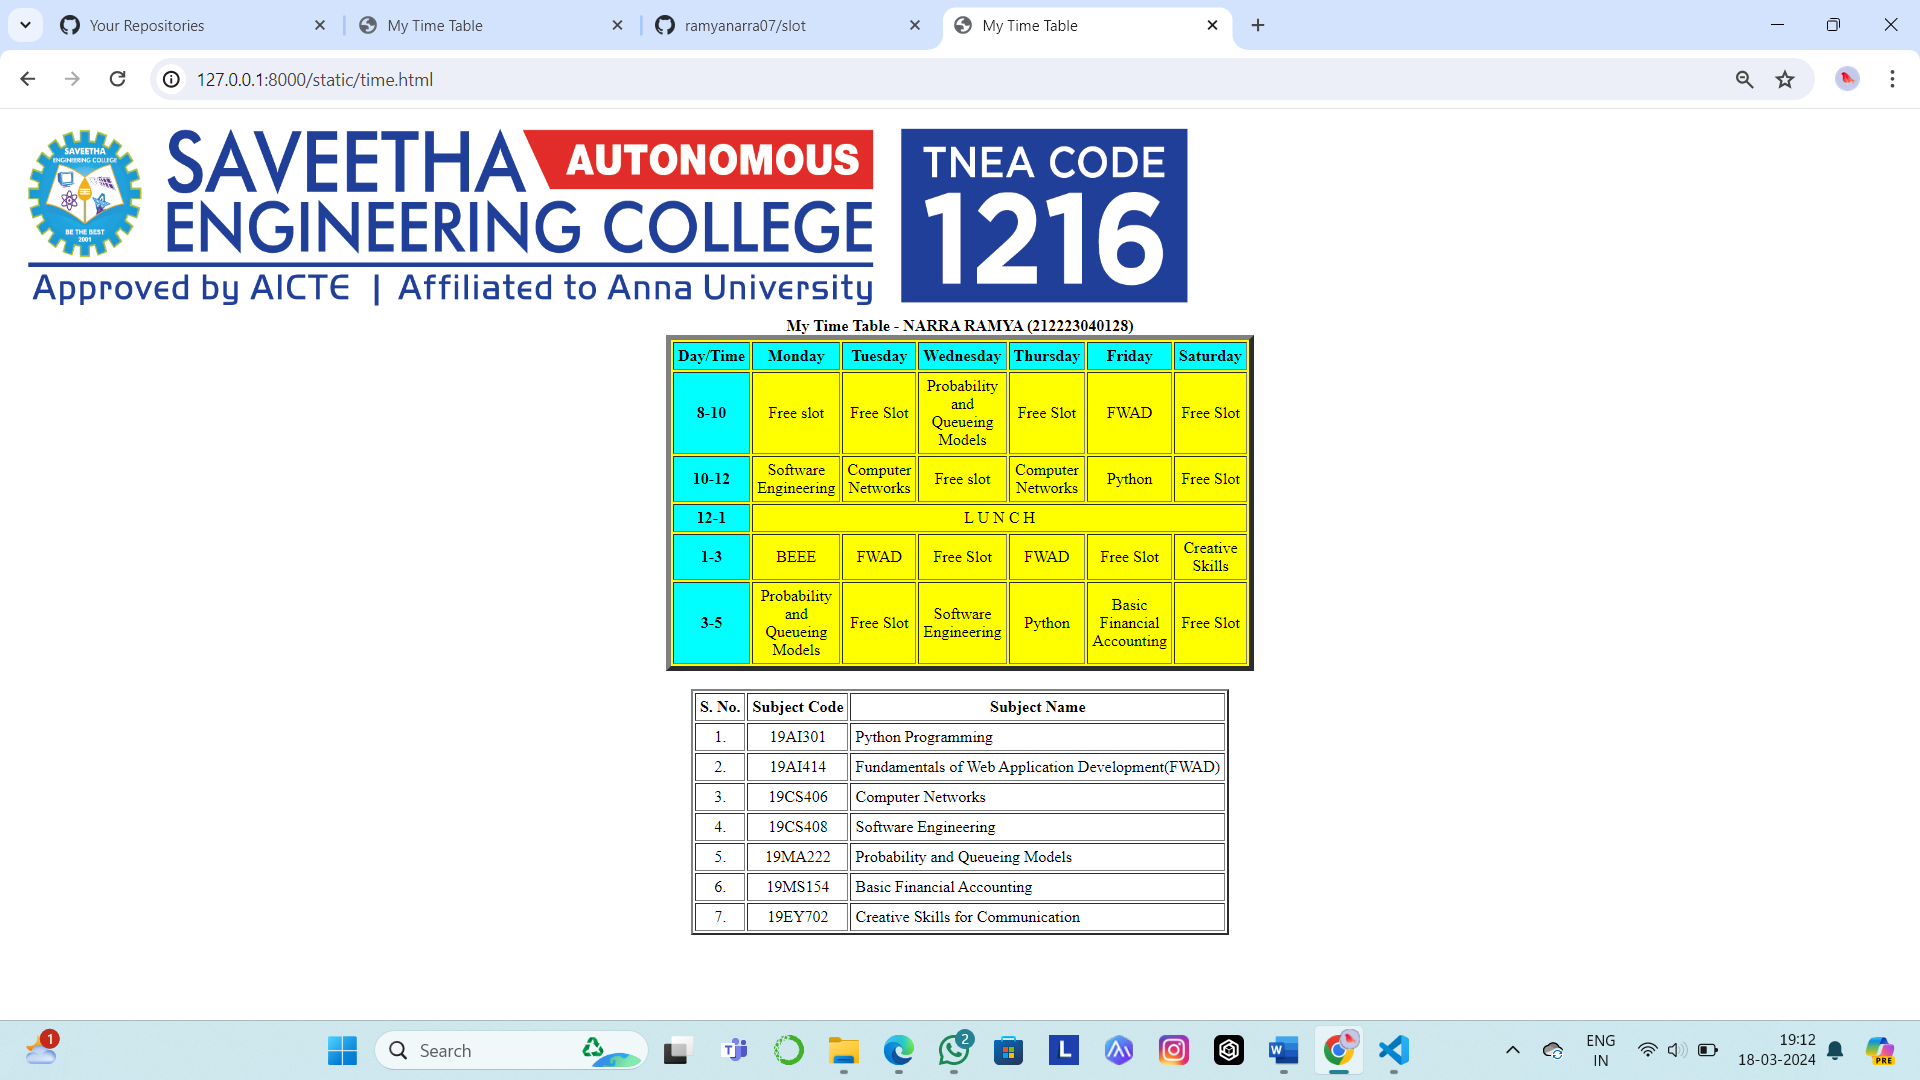 Your Repositories
My Time Table
ramyanarra07/slot
My Time Table
127.0.0.1:8000/static/time.html
SAVEETHA
ENGINEERING COLLEGE
BE THE BEST
2001
SAVEETHA AUTONOMOUS
ENGINEERING COLLEGE
Approved by AICTE | Affiliated to Anna University
TNEA CODE
1216
My Time Table - NARRA RAMYA (212223040128)
Day/Time Monday Tuesday Wednesday Thursday Friday Saturday
8-10 Free slot Free Slot Probability and Queueing Models Free Slot FWAD Free Slot
10-12 Software Engineering Computer Networks Free slot Computer Networks Python Free Slot
12-1 L U N C H
1-3 BEEE FWAD Free Slot FWAD Free Slot Creative Skills
3-5 Probability and Queueing Models Free Slot Software Engineering Python Basic Financial Accounting Free Slot
S. No. Subject Code Subject Name
1. 19AI301 Python Programming
2. 19AI414 Fundamentals of Web Application Development(FWAD)
3. 19CS406 Computer Networks
4. 19CS408 Software Engineering
5. 19MA222 Probability and Queueing Models
6. 19MS154 Basic Financial Accounting
7. 19EY702 Creative Skills for Communication
1
Search
2
L
ENG
IN
19:12
18-03-2024
PRE